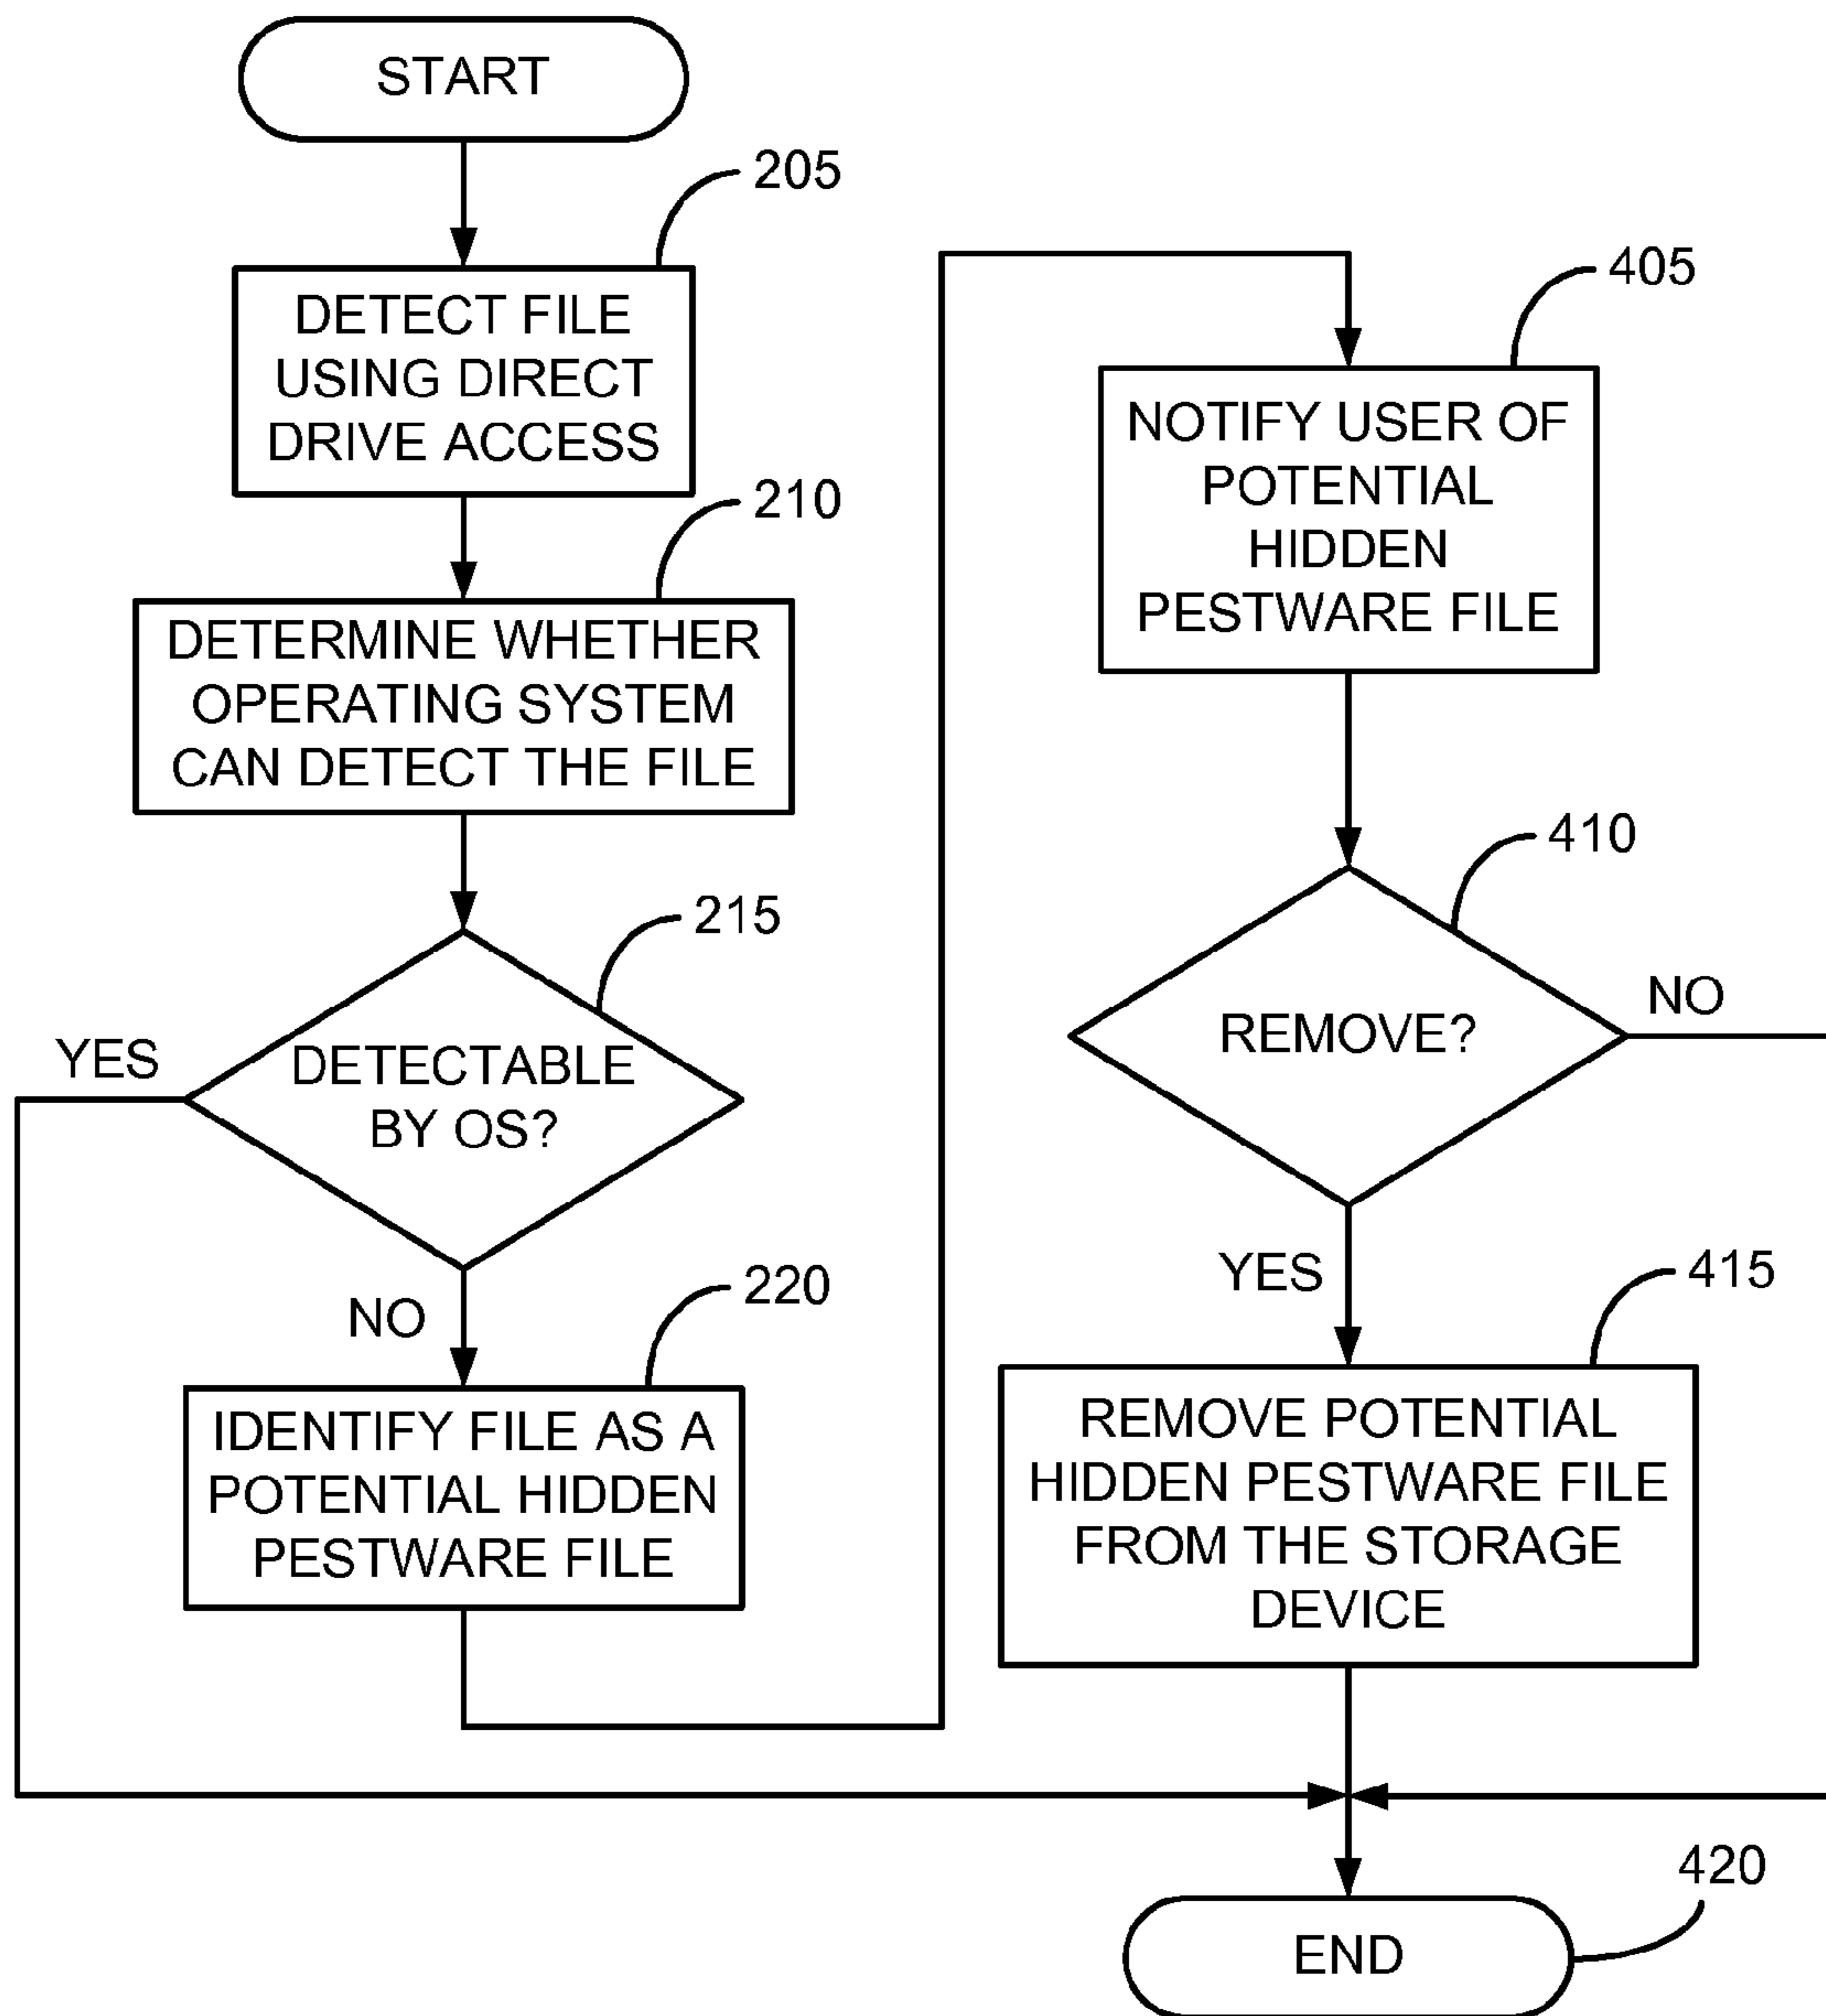 START
205
DETECT FILE
USING DIRECT
DRIVE ACCESS
210
DETERMINE WHETHER
OPERATING SYSTEM
CAN DETECT THE FILE
215
YES
DETECTABLE
BY OS?
NO
220
IDENTIFY FILE AS A
POTENTIAL HIDDEN
PESTWARE FILE
405
NOTIFY USER OF
POTENTIAL
HIDDEN
PESTWARE FILE
410
NO
REMOVE?
YES
415
REMOVE POTENTIAL
HIDDEN PESTWARE FILE
FROM THE STORAGE
DEVICE
420
END